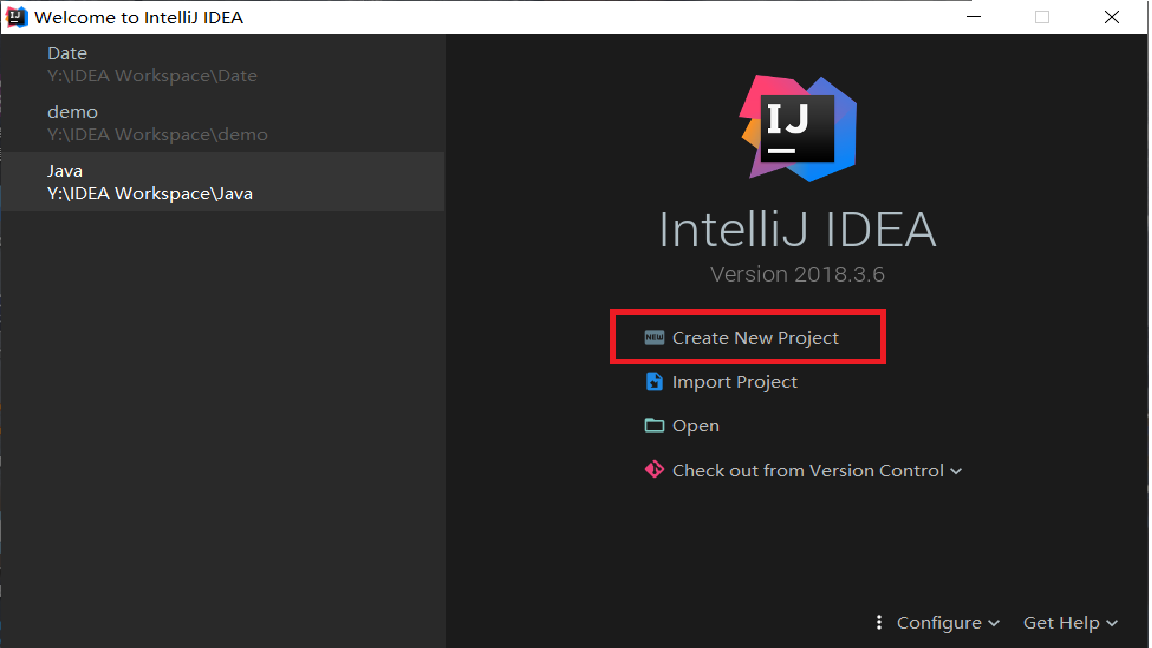 Welcome to IntelliJ IDEA
Date
Y:\IDEA Workspace\Date
demo
Y:\IDEA Workspace\demo
Java
Y:\IDEA Workspace\Java
IJ
IntelliJ IDEA
Version 2018.3.6
NEW Create New Project
Import Project
Open
Check out from Version Control
Configure
Get Help